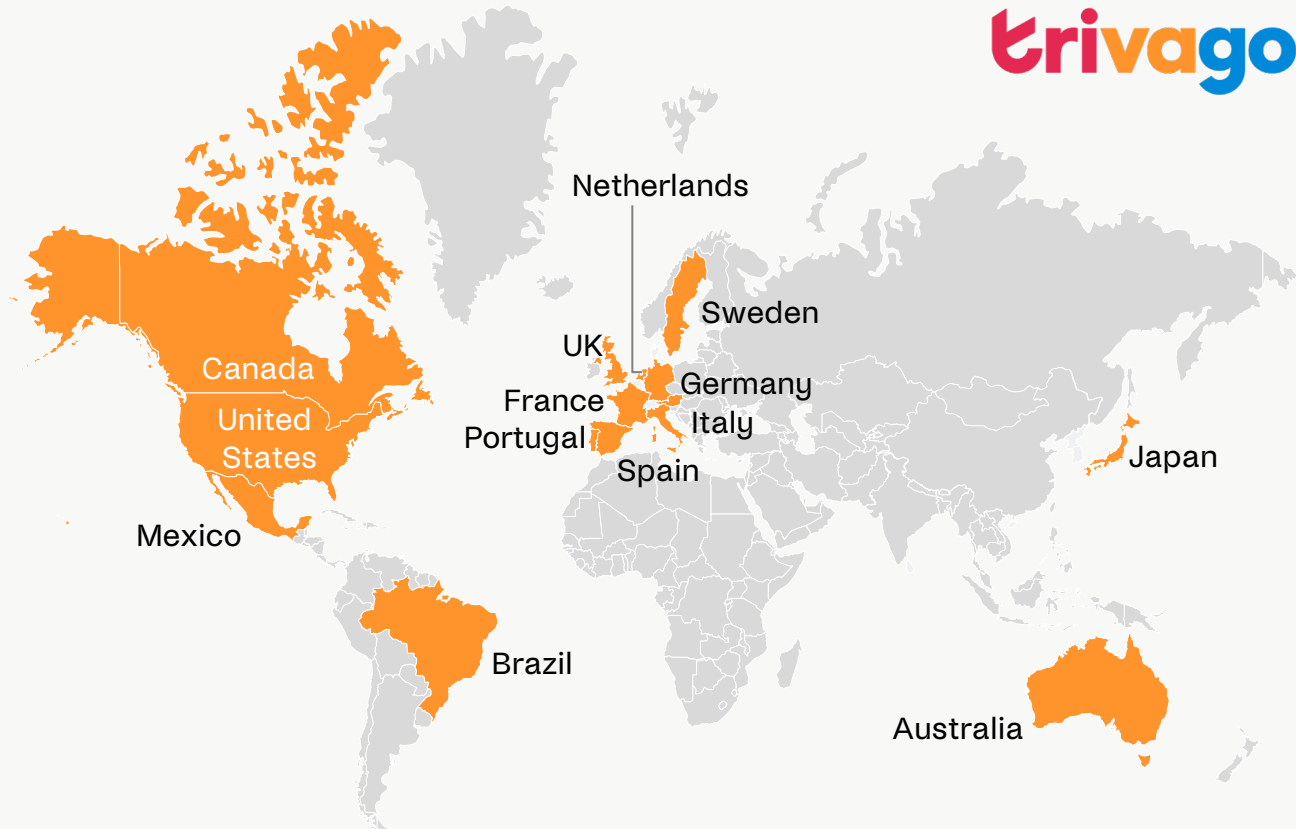 trivago
Netherlands
Sweden
UK
Canada
Germany
France
United
States
Italy
Portugal
Spain
Japan
Mexico
Brazil
Australia